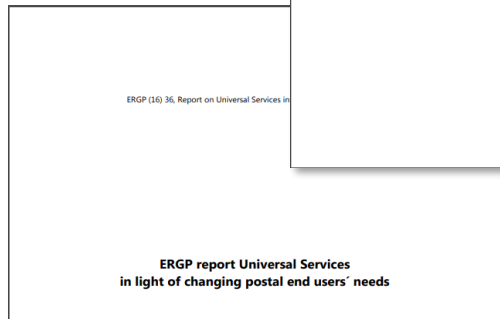 ERGP (16) 36, Report on Universal Services in
ERGP report Universal Services
in light of changing postal end users´ needs